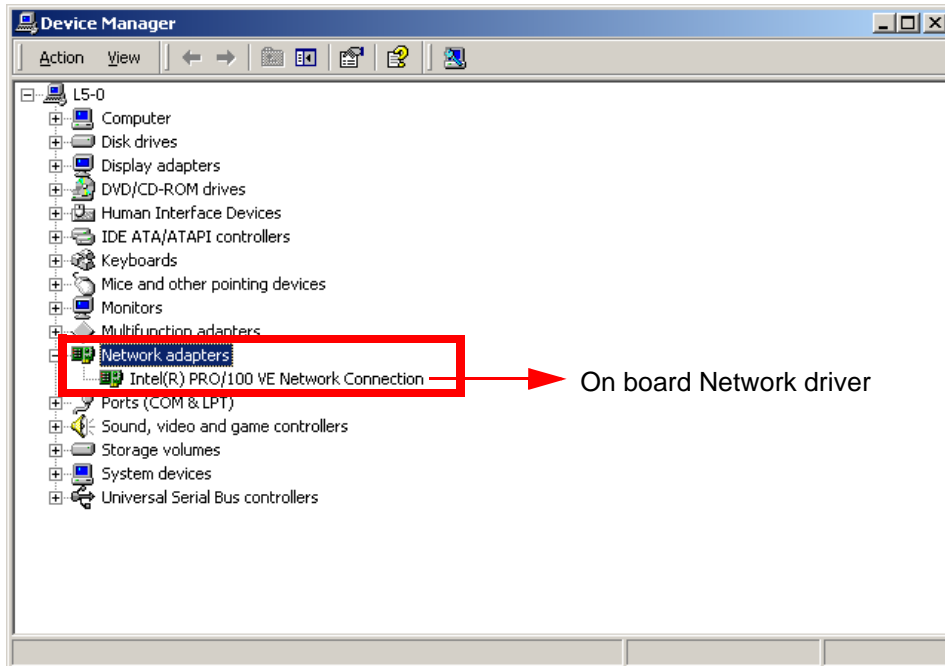 Device Manager
Action View
L5-0
Computer
Disk drives
Display adapters
DVD/CD-ROM drives
Human Interface Devices
IDE ATA/ATAPI controllers
Keyboards
Mice and other pointing devices
Monitors
Multifunction adapters
Network adapters
Intel(R) PRO/100 VE Network Connection
On board Network driver
Ports (COM & LPT)
Sound, video and game controllers
Storage volumes
System devices
Universal Serial Bus controllers